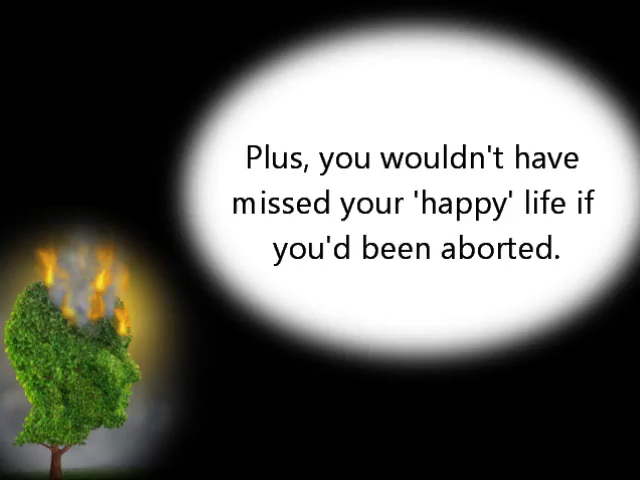 Plus, you wouldn't have
missed your 'happy' life if
you'd been aborted.